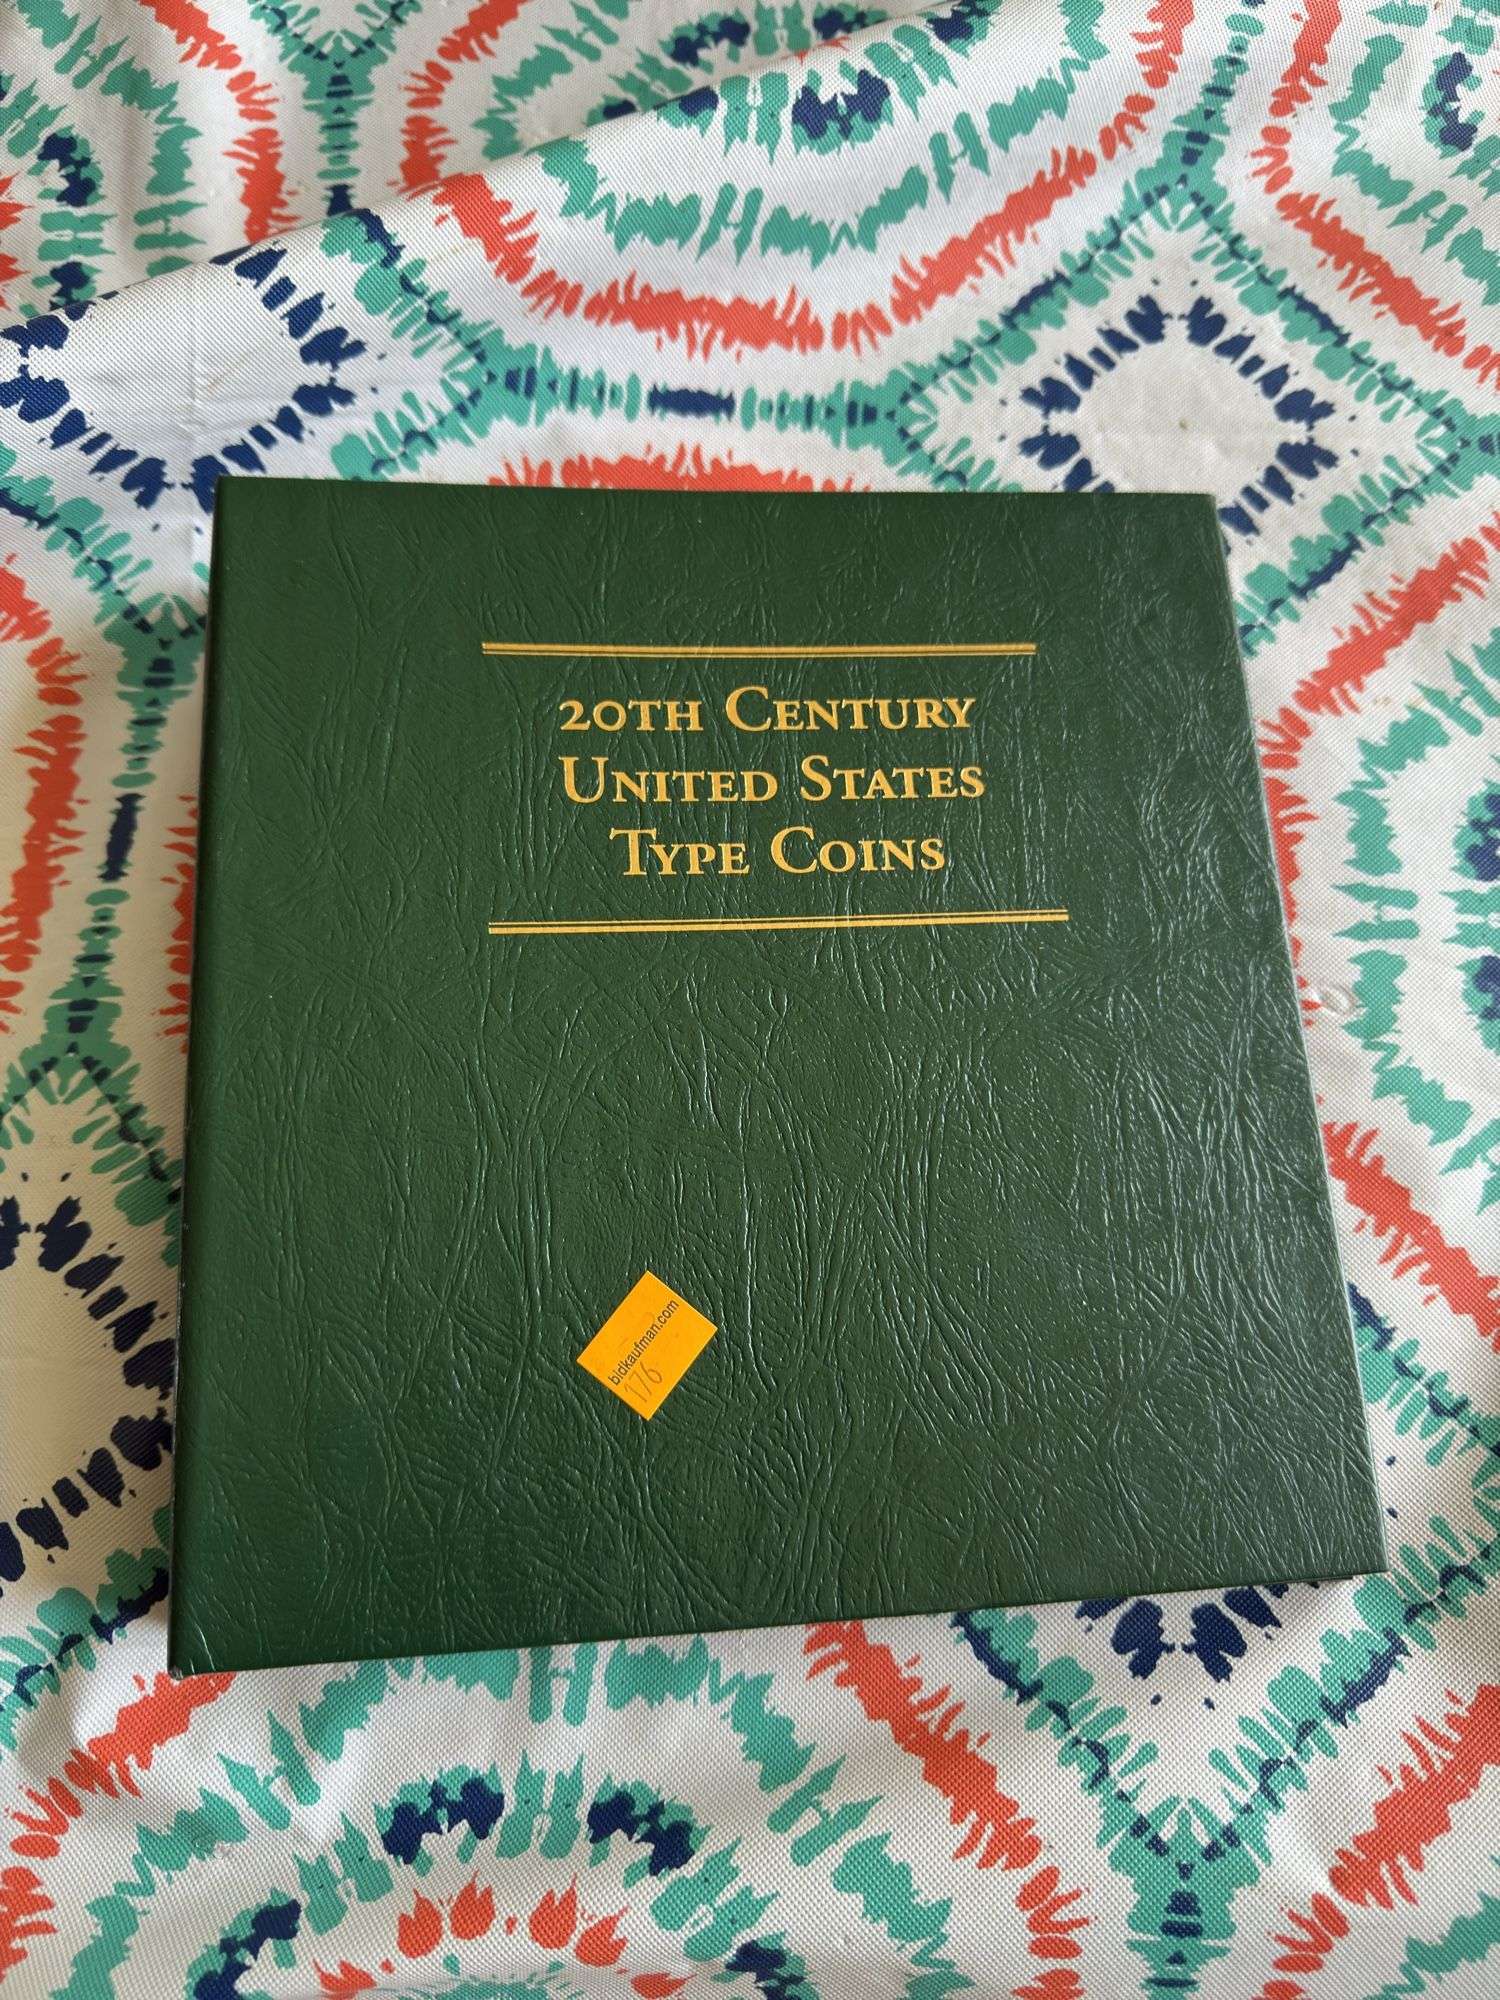 20TH CENTURY
UNITED STATES
TYPE COINS
bidkaufman.com
176